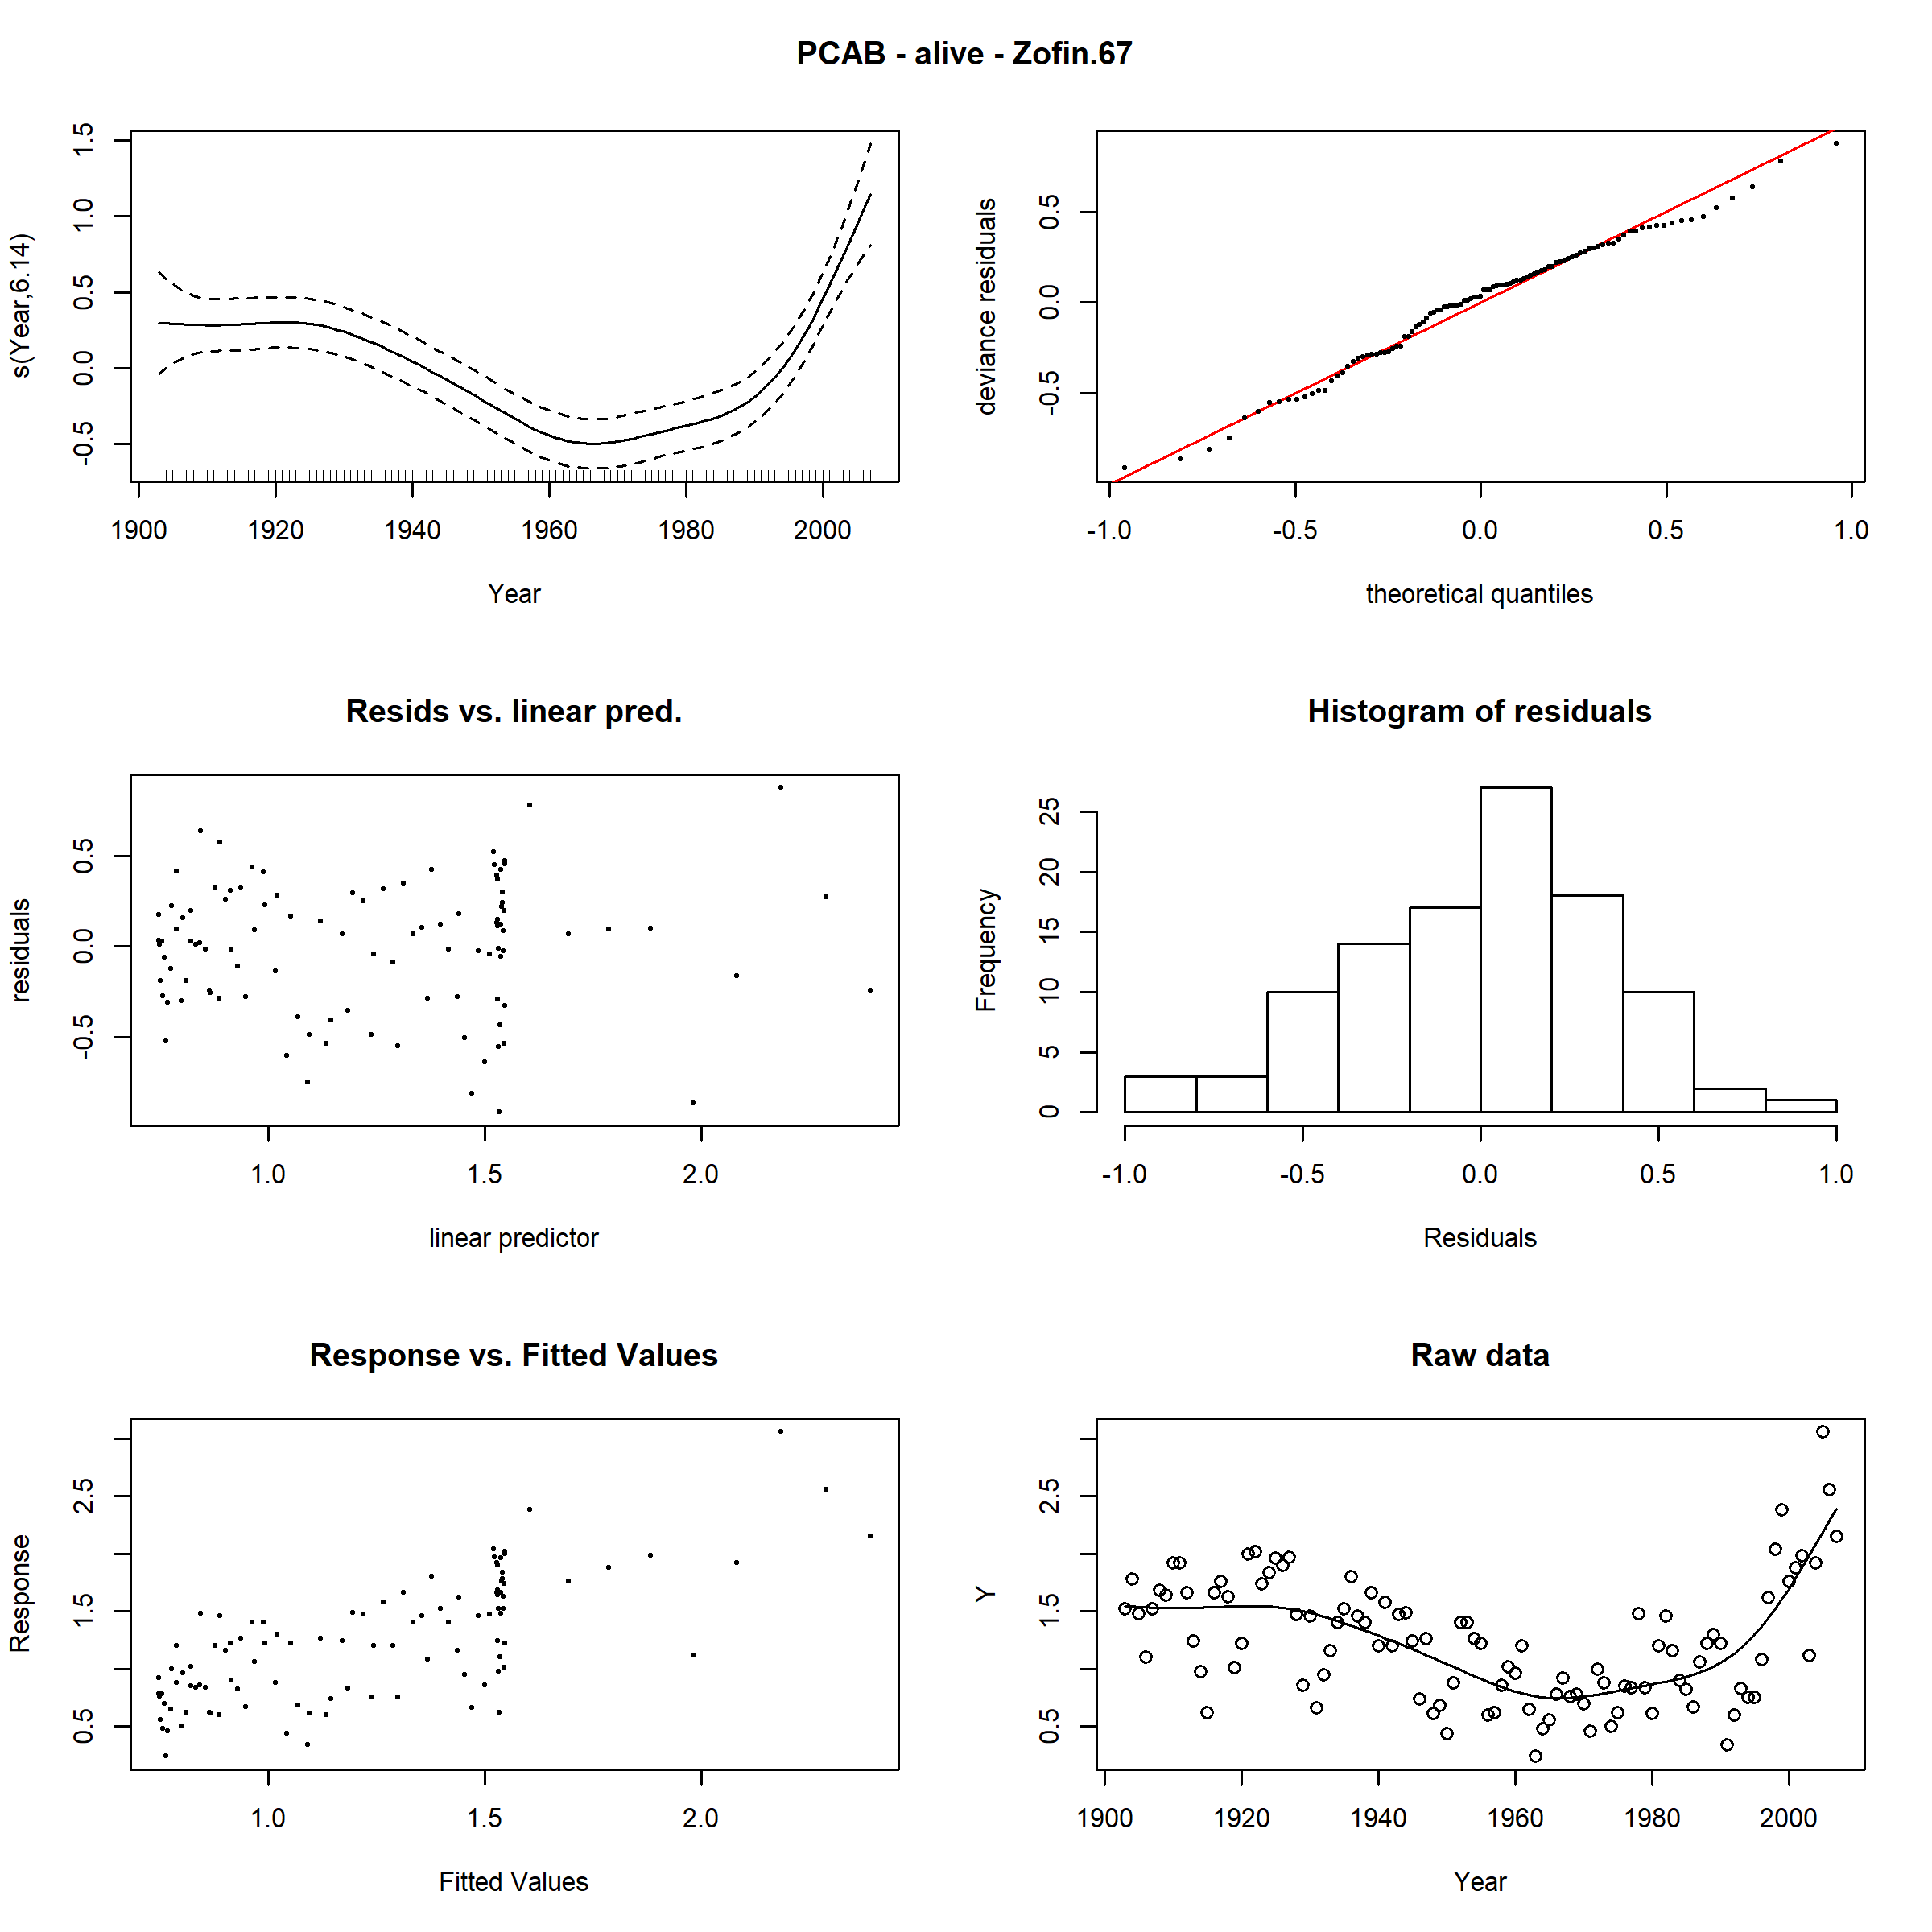 PCAB - alive - Zofin.67
s(Year,6.14)
1.5
1.0
0.5
0.0
-0.5
1900 1920 1940 1960 1980 2000
Year
deviance residuals
0.5
0.0
-0.5
-1.0 -0.5 0.0 0.5 1.0
theoretical quantiles
Resids vs. linear pred.
residuals
0.5
0.0
-0.5
1.0 1.5 2.0
linear predictor
Histogram of residuals
Frequency
25
20
15
10
5
0
-1.0 -0.5 0.0 0.5 1.0
Residuals
Response vs. Fitted Values
Response
2.5
1.5
0.5
1.0 1.5 2.0
Fitted Values
Raw data
Y
2.5
1.5
0.5
1900 1920 1940 1960 1980 2000
Year